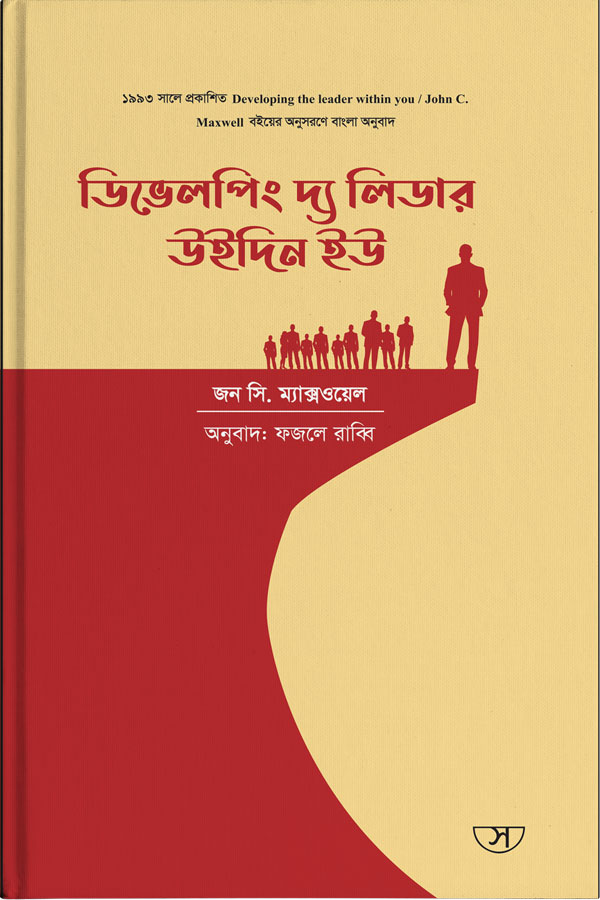 ১৯৯৩ সালে প্রকাশিত Developing the leader within you / John C.
Maxwell বইয়ের অনুসরণে বাংলা অনুবাদ
ডিভেলপিং দ্য লিডার
উইদিন ইউ
জন সি. ম্যাক্সওয়েল
অনুবাদ: ফজলে রাব্বি
স